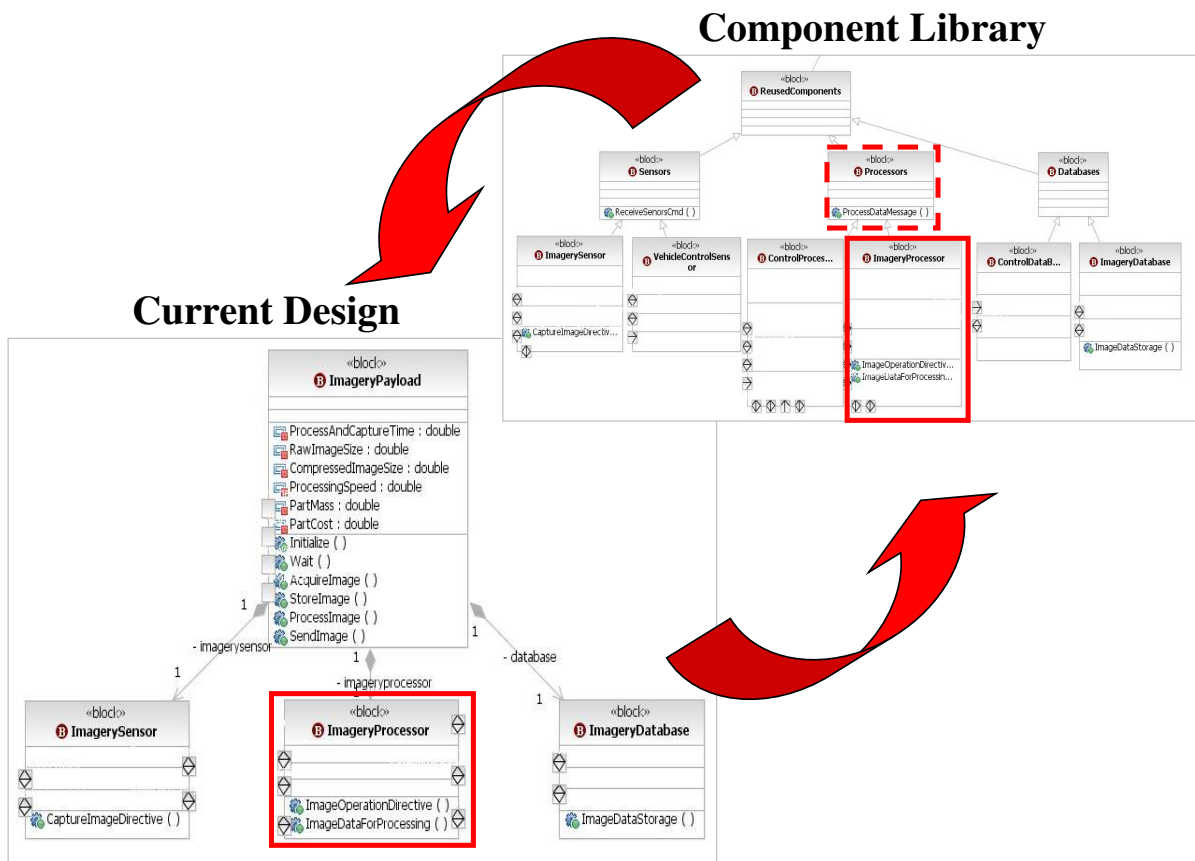 Component Library
«block»
B ReusedComponents
«block»
B Sensors
ReceiveSenorsCmd ( )
«block»
B Processors
ProcessDataMessage ( )
«block»
B Databases
«block»
B ImagerySensor
CaptureImageDirectiv...
«block»
B VehicleControlSens
or
«block»
B ControlProces...
«block»
B ImageryProcessor
ImageOperationDirectiv...
ImageDataForProcessin...
«block»
B ControlDataB...
«block»
B ImageryDatabase
ImageDataStorage ( )
Current Design
«block»
B ImageryPayload
ProcessAndCaptureTime : double
RawImageSize : double
CompressedImageSize : double
ProcessingSpeed : double
PartMass : double
PartCost : double
Initialize ( )
Wait ( )
AcquireImage ( )
StoreImage ( )
ProcessImage ( )
SendImage ( )
1
- imagerysensor
1
1
- imageryprocessor
1
1
- database
1
«block»
B ImagerySensor
CaptureImageDirective ( )
«block»
B ImageryProcessor
ImageOperationDirective ( )
ImageDataForProcessing ( )
«block»
B ImageryDatabase
ImageDataStorage ( )